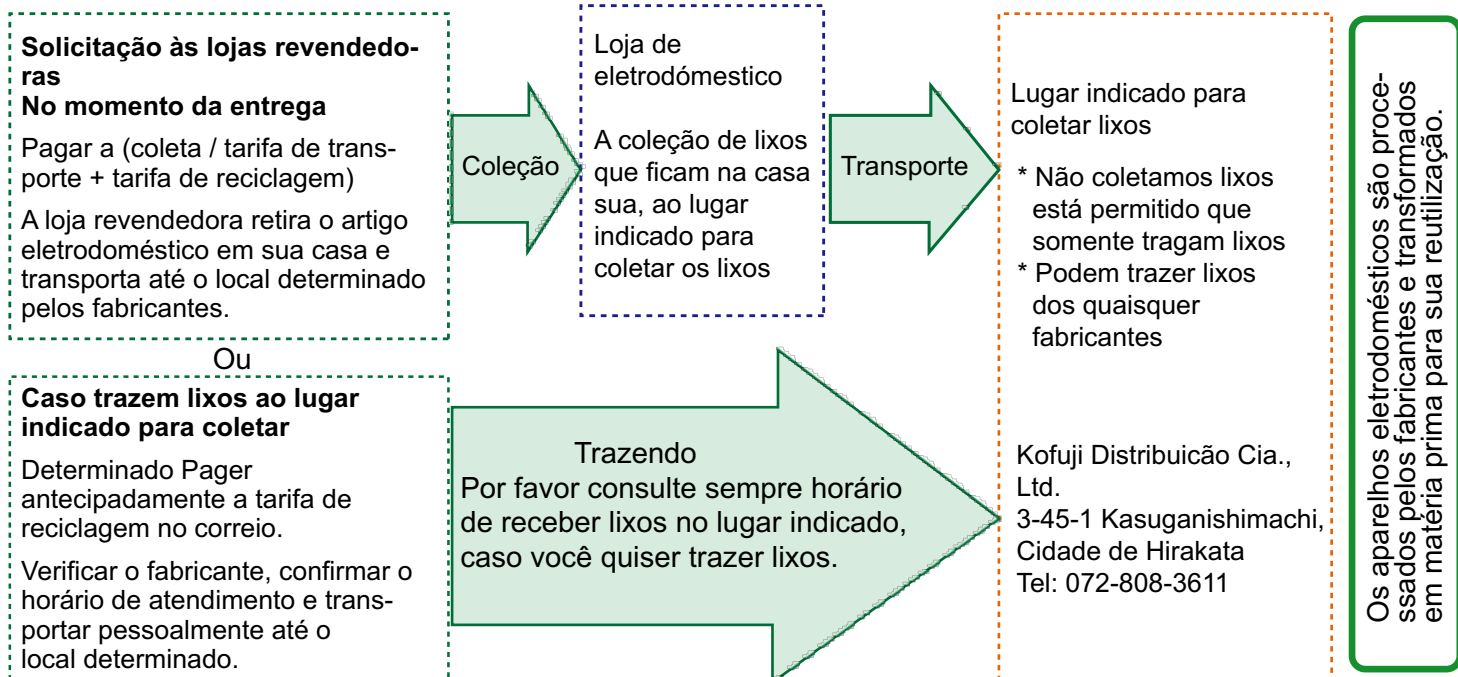 Solicitação às lojas revendedo-
ras
No momento da entrega
Pagar a (coleta / tarifa de trans-
porte + tarifa de reciclagem)
A loja revendedora retira o artigo
eletrodoméstico em sua casa e
transporta até o local determinado
pelos fabricantes.
Coleção
Loja de
eletrodómestico
A coleção de lixos
que ficam na casa
sua, ao lugar
indicado para
coletar os lixos
Transporte
Lugar indicado para
coletar lixos
* Não coletamos lixos
está permitido que
somente tragam lixos
* Podem trazer lixos
dos quaisquer
fabricantes
Ou
Caso trazem lixos ao lugar
indicado para coletar
Determinado Pager
antecipadamente a tarifa de
reciclagem no correio.
Verificar o fabricante, confirmar o
horário de atendimento e trans-
portar pessoalmente até o
local determinado.
Trazendo
Por favor consulte sempre horário
de receber lixos no lugar indicado,
caso você quiser trazer lixos.
Kofuji Distribuicão Cia.,
Ltd.
3-45-1 Kasuganishimachi,
Cidade de Hirakata
Tel: 072-808-3611
Os aparelhos eletrodomésticos são proce-
ssados pelos fabricantes e transformados
em matéria prima para sua reutilização.